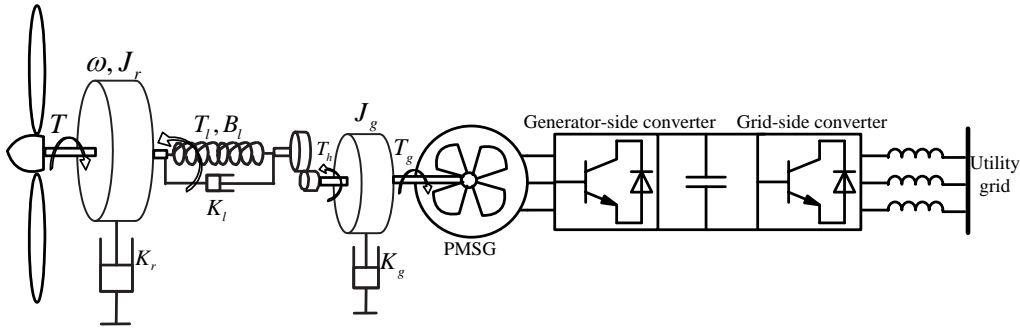 ω, J_r
T
T_l, B_l
K_l
K_r
T_h
J_g
T_g
K_g
PMSG
Generator-side converter
Grid-side converter
Utility
grid